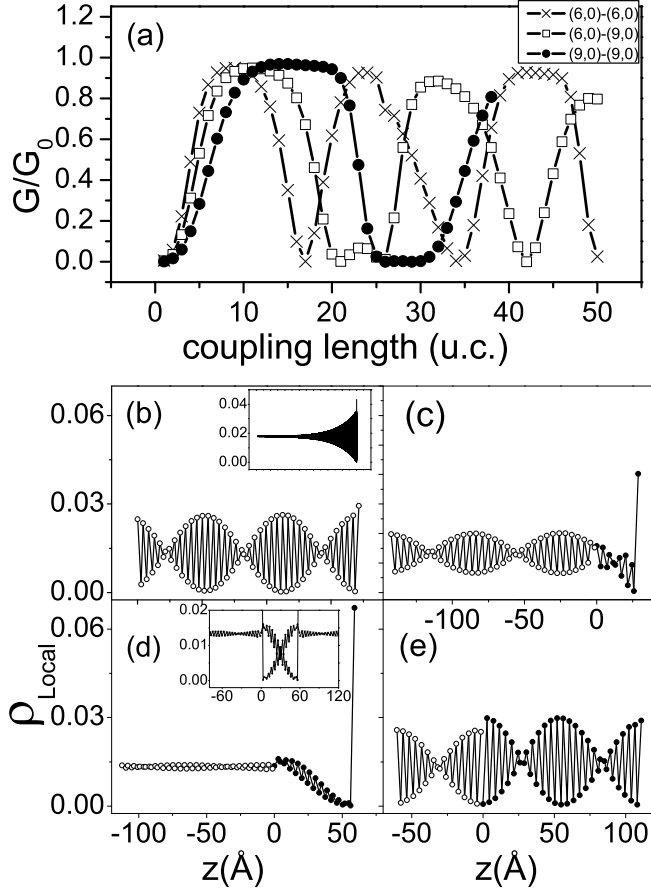 (a)
(6,0)-(6,0)
(6,0)-(9,0)
(9,0)-(9,0)
G/G0
1.2
1.0
0.8
0.6
0.4
0.2
0.0
0 10 20 30 40 50
coupling length (u.c.)
(b)
0.04
0.02
0.00
0.06
0.03
0.00
(c)
-100 -50 0
(d)
0.02
0.01
0.00
-60 0 60 120
0.06
0.03
0.00
-100 -50 0 50
(e)
-50 0 50 100
ρLocal
z(Å) z(Å)